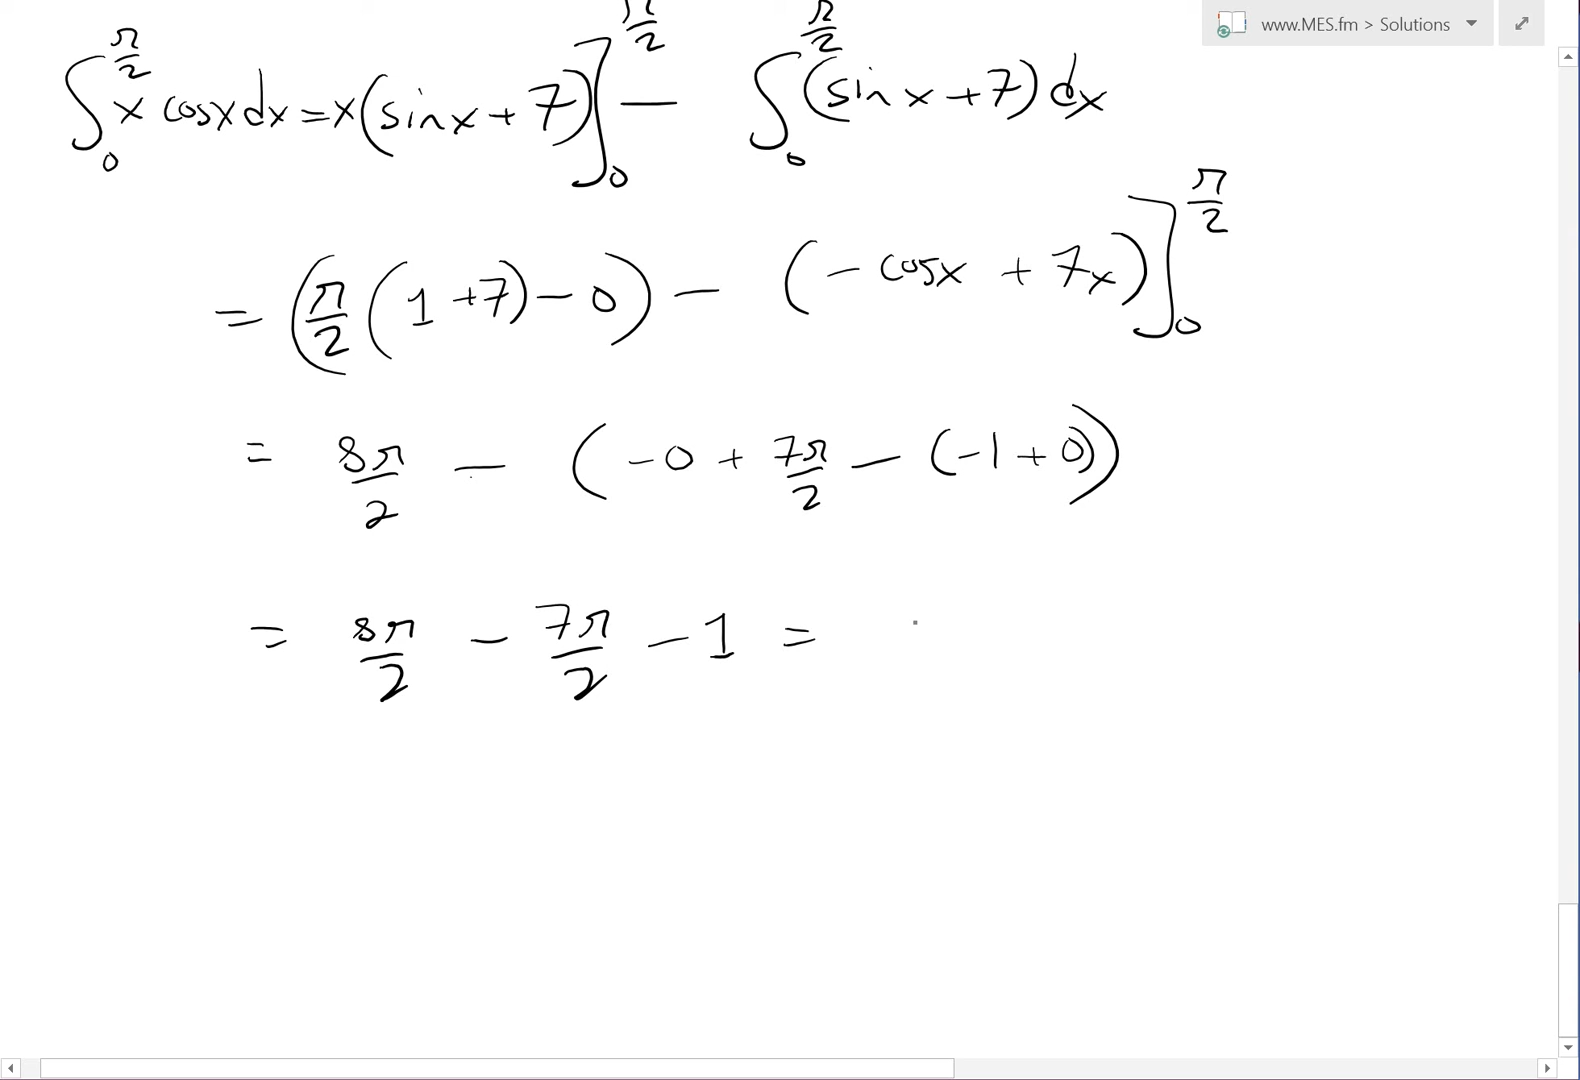 www.MES.fm > Solutions
∫₀^(π/2) x cosx dx = x(sinx + 7)]₀^(π/2) − ∫₀^(π/2) (sinx + 7) dx
= (π/2 (1 + 7) − 0) − (− cosx + 7x)]₀^(π/2)
= 8π/2 − (−0 + 7π/2 − (−1 + 0))
= 8π/2 − 7π/2 − 1 =